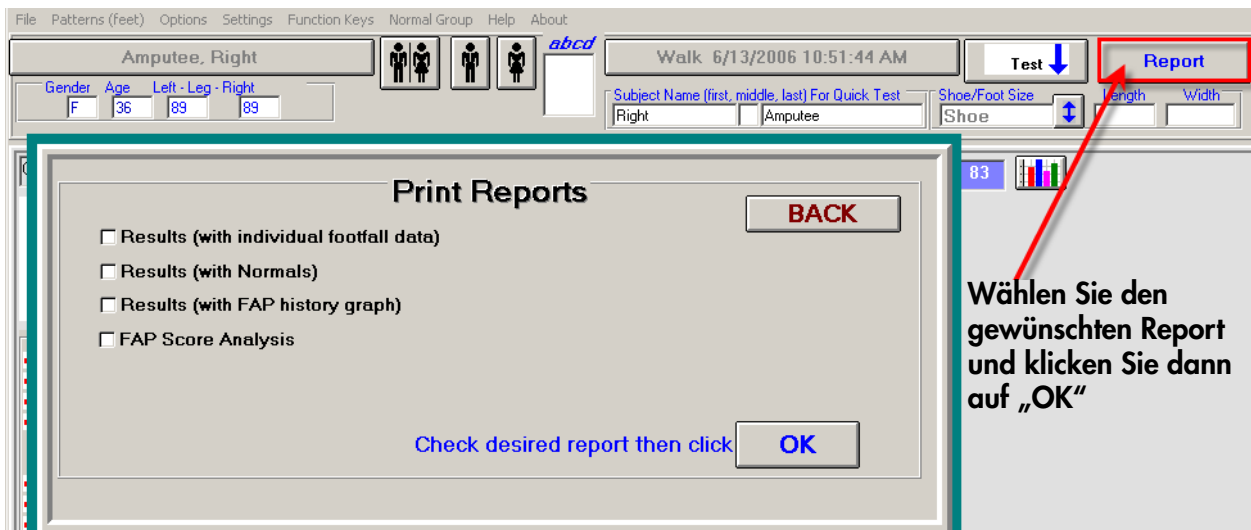 File Patterns (feet) Options Settings Function Keys Normal Group Help About
Amputee, Right
abcd
Walk 6/13/2006 10:51:44 AM
Test
Report
Gender Age Left - Leg - Right
F 36 89 89
Subject Name (first, middle, last) For Quick Test
Right Amputee
Shoe/Foot Size
Shoe
Length Width
83
Print Reports
BACK
Results (with individual footfall data)
Results (with Normals)
Results (with FAP history graph)
FAP Score Analysis
Check desired report then click OK
Wählen Sie den
gewünschten Report
und klicken Sie dann
auf „OK“